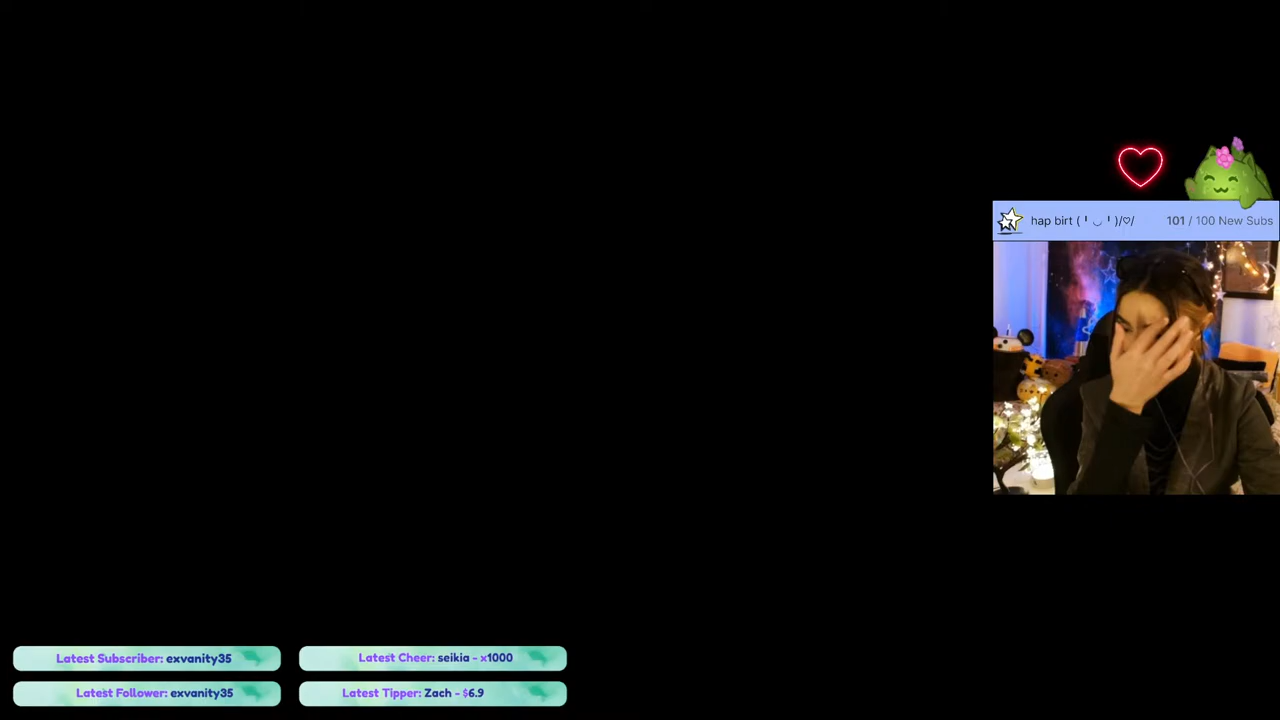 hap birt ( ╹ ◡ ╹ )/♡/ 101 / 100 New Subs
Latest Subscriber: exvanity35
Latest Cheer: seikia - x1000
Latest Follower: exvanity35
Latest Tipper: Zach - $6.9